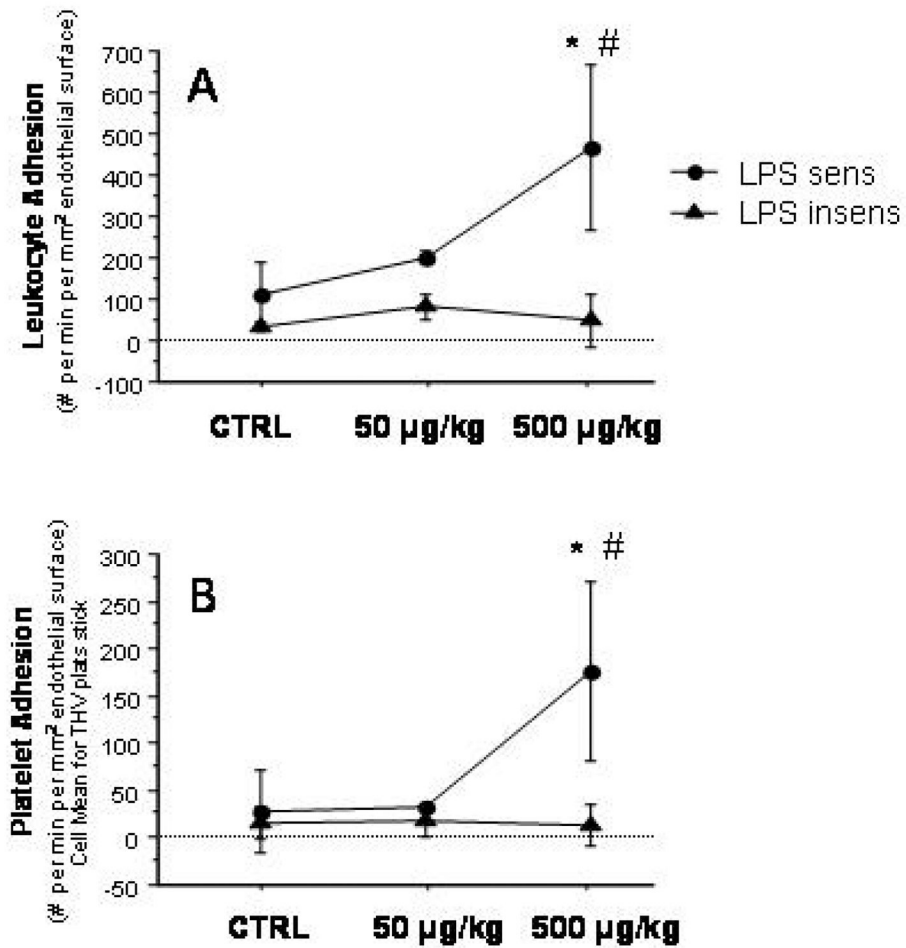 * #
700
600
500
400
300
200
100
0
-100
A
Leukocyte Adhesion
(# per min per mm² endothelial surface)
LPS sens
LPS insens
CTRL 50 µg/kg 500 µg/kg
* #
300
250
200
150
100
50
0
-50
B
Platelet Adhesion
(# per min per mm² endothelial surface)
Cell Mean for THV plats stick
CTRL 50 µg/kg 500 µg/kg